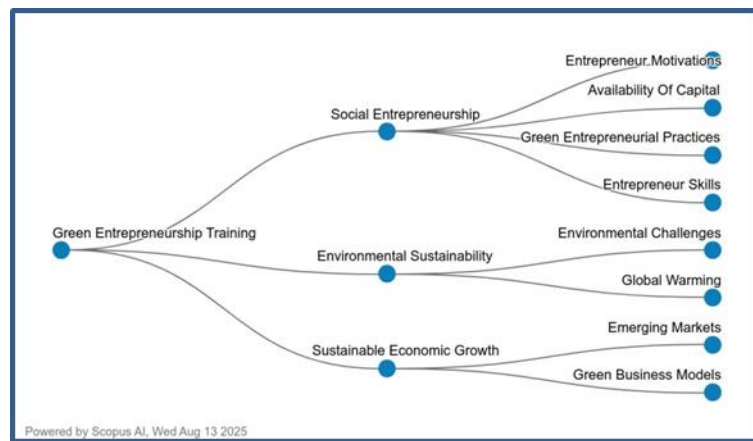 Entrepreneur Motivations
Availability Of Capital
Social Entrepreneurship
Green Entrepreneurial Practices
Entrepreneur Skills
Green Entrepreneurship Training
Environmental Challenges
Environmental Sustainability
Global Warming
Emerging Markets
Sustainable Economic Growth
Green Business Models
Powered by Scopus AI, Wed Aug 13 2025